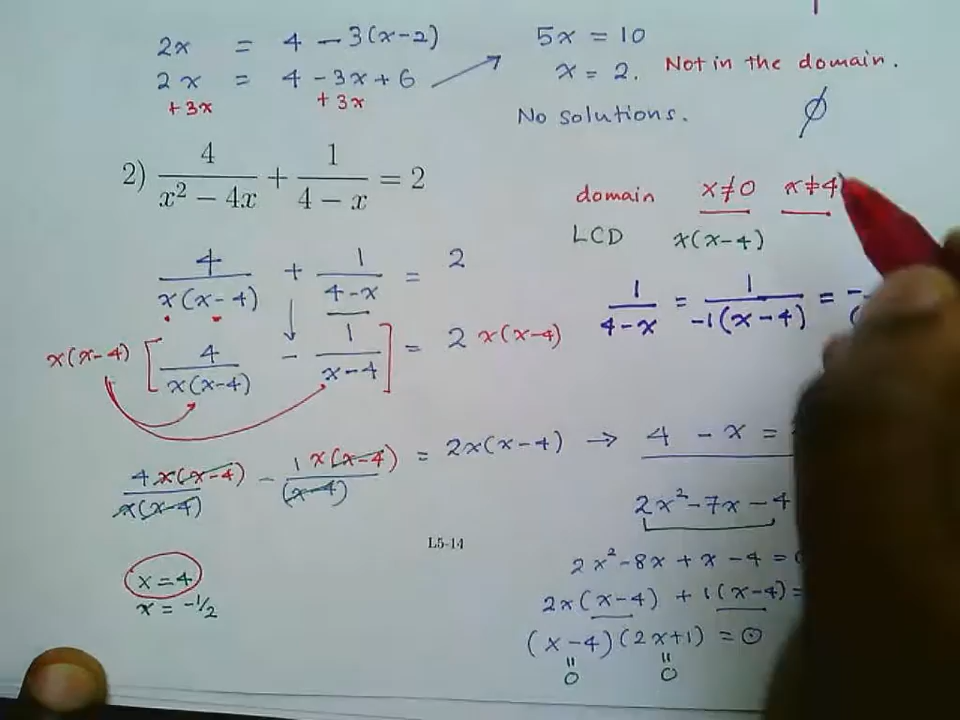 2x = 4 - 3(x-2)
2x = 4 - 3x + 6
+3x +3x
5x = 10
x = 2. Not in the domain.
No solutions. ∅
2) 4/(x² − 4x) + 1/(4 − x) = 2
domain x≠0 x≠4
LCD x(x-4)
4/(x(x-4)) + 1/(4-x) = 2
1/(4-x) = 1/(-1(x-4)) = -
x(x-4) [4/(x(x-4)) - 1/(x-4)] = 2 x(x-4)
4x(x-4)/(x(x-4)) - 1x(x-4)/(x-4) = 2x(x-4) → 4 - x =
2x² - 7x - 4
2x² - 8x + x - 4 =
2x(x-4) + 1(x-4) =
(x-4)(2x+1) = 0
= =
0 0
L5-14
x = 4
x = -1/2